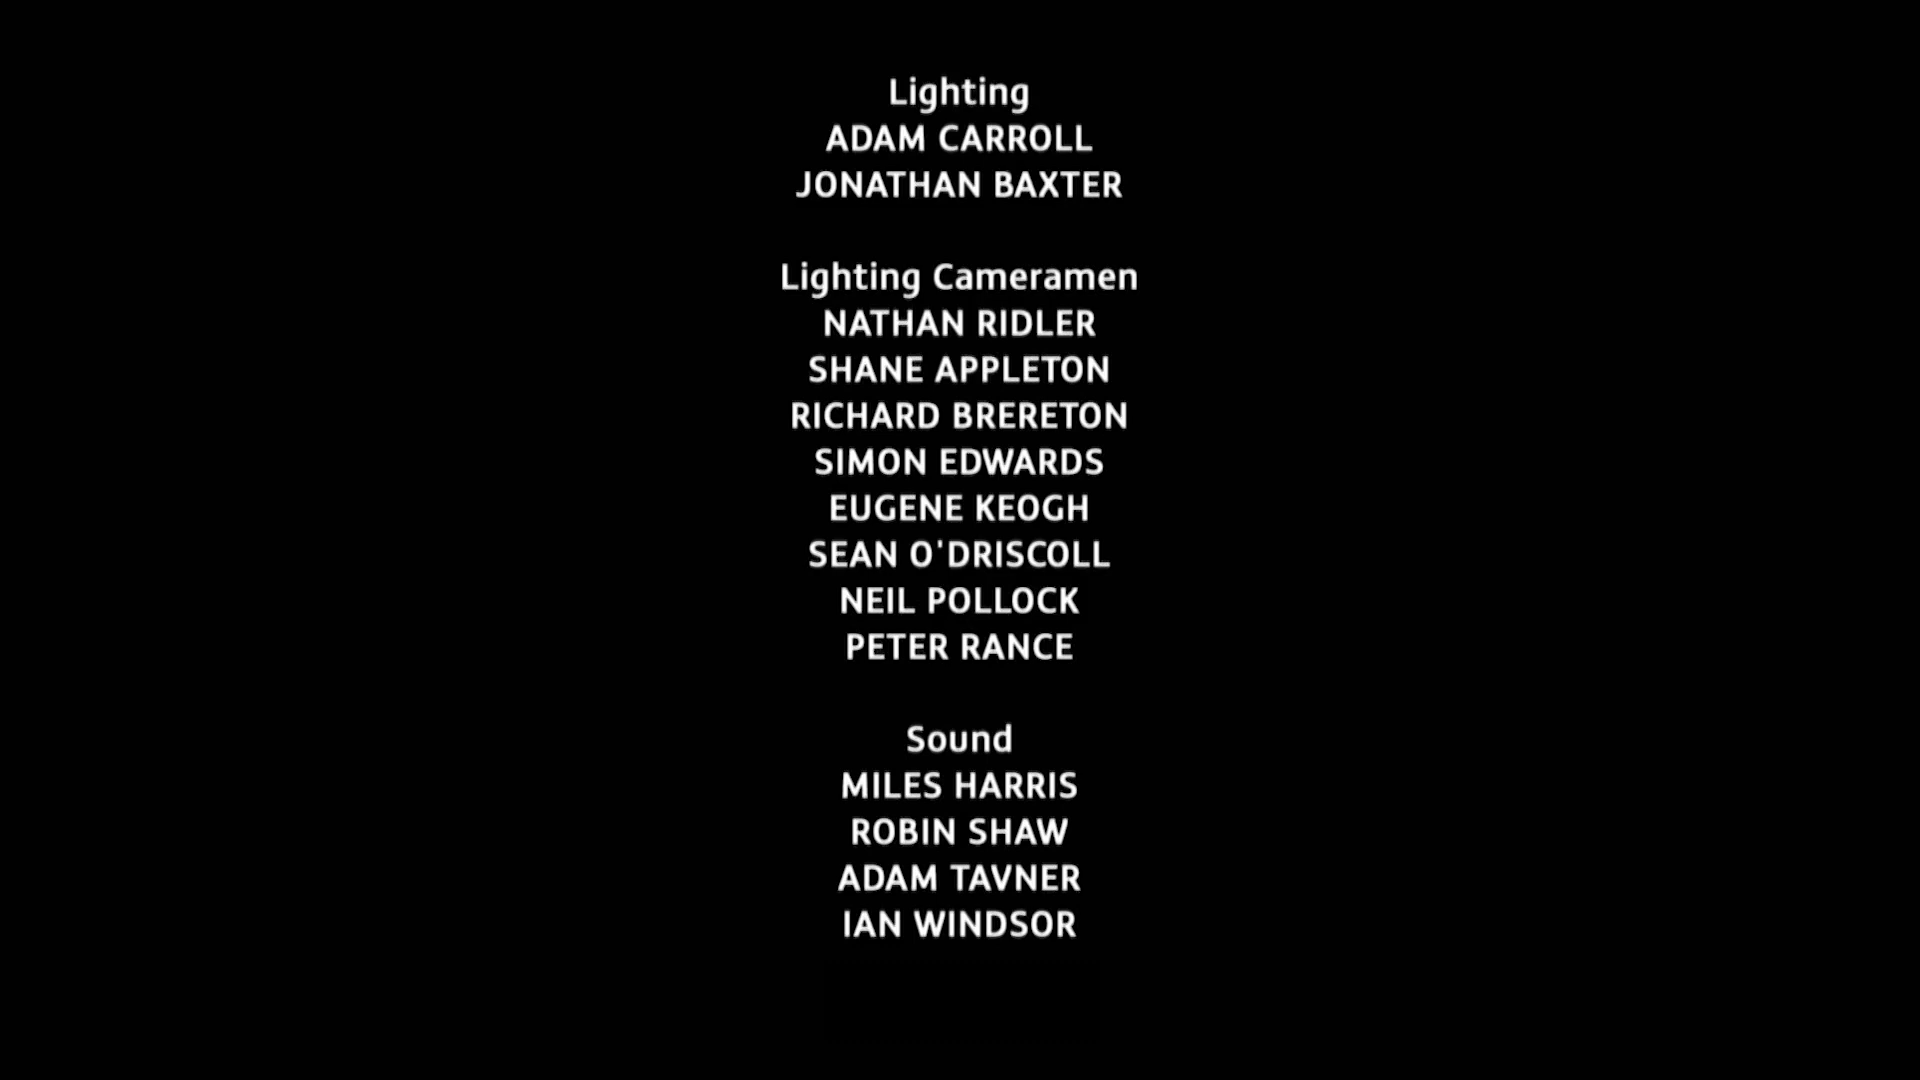 Lighting
ADAM CARROLL
JONATHAN BAXTER
Lighting Cameramen
NATHAN RIDLER
SHANE APPLETON
RICHARD BRERETON
SIMON EDWARDS
EUGENE KEOGH
SEAN O'DRISCOLL
NEIL POLLOCK
PETER RANCE
Sound
MILES HARRIS
ROBIN SHAW
ADAM TAVNER
IAN WINDSOR